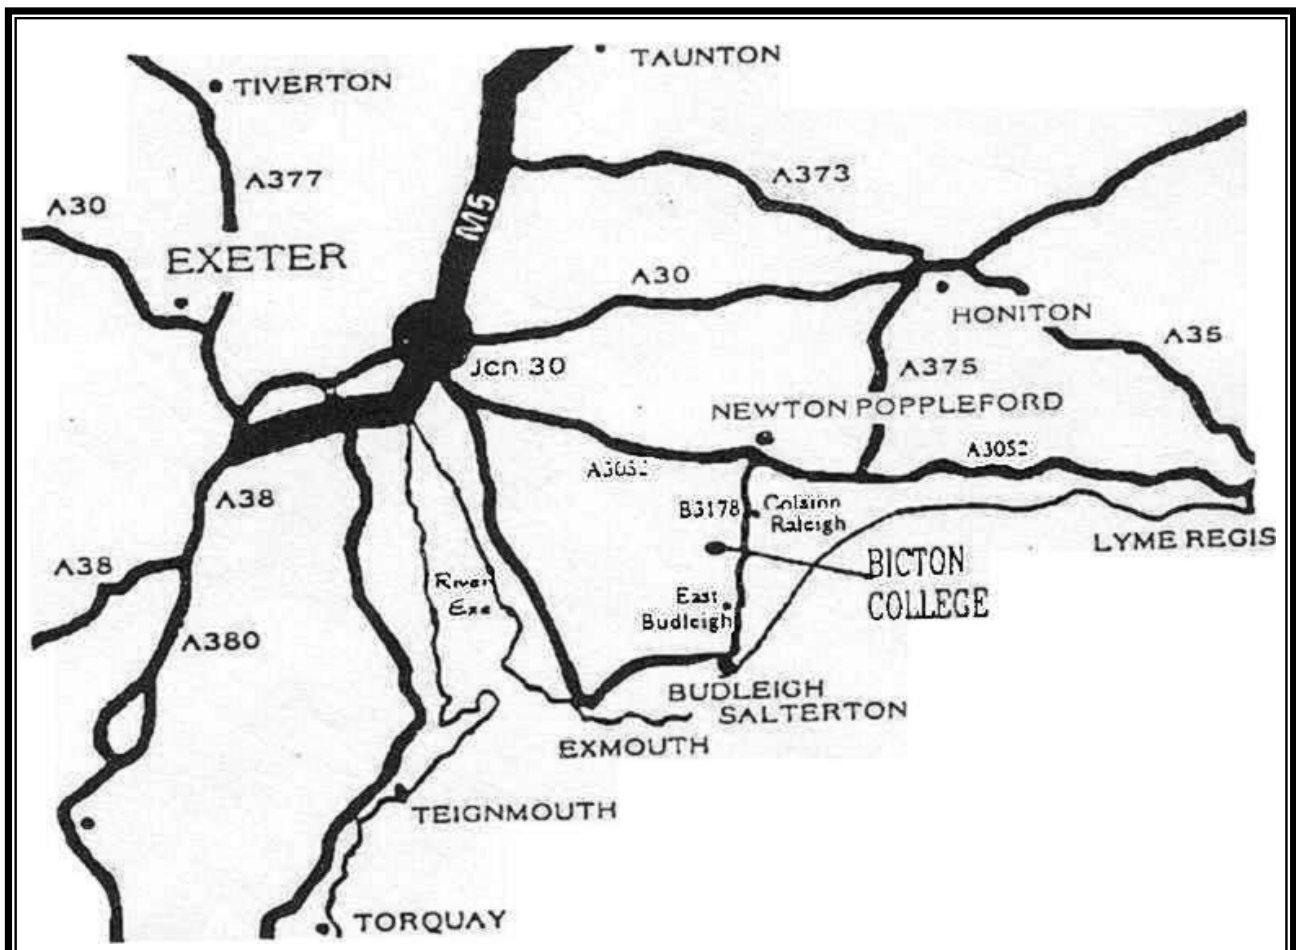 TAUNTON
TIVERTON
A377
A373
A30
M5
EXETER
A30
HONITON
A35
Jcn 30
A375
NEWTON POPPLEFORD
A3052
A38
B3178
Raleigh
LYME REGIS
A38
River
Exe
BICTON
COLLEGE
East
Budleigh
A380
BUDLEIGH
SALTERTON
EXMOUTH
TEIGNMOUTH
TORQUAY